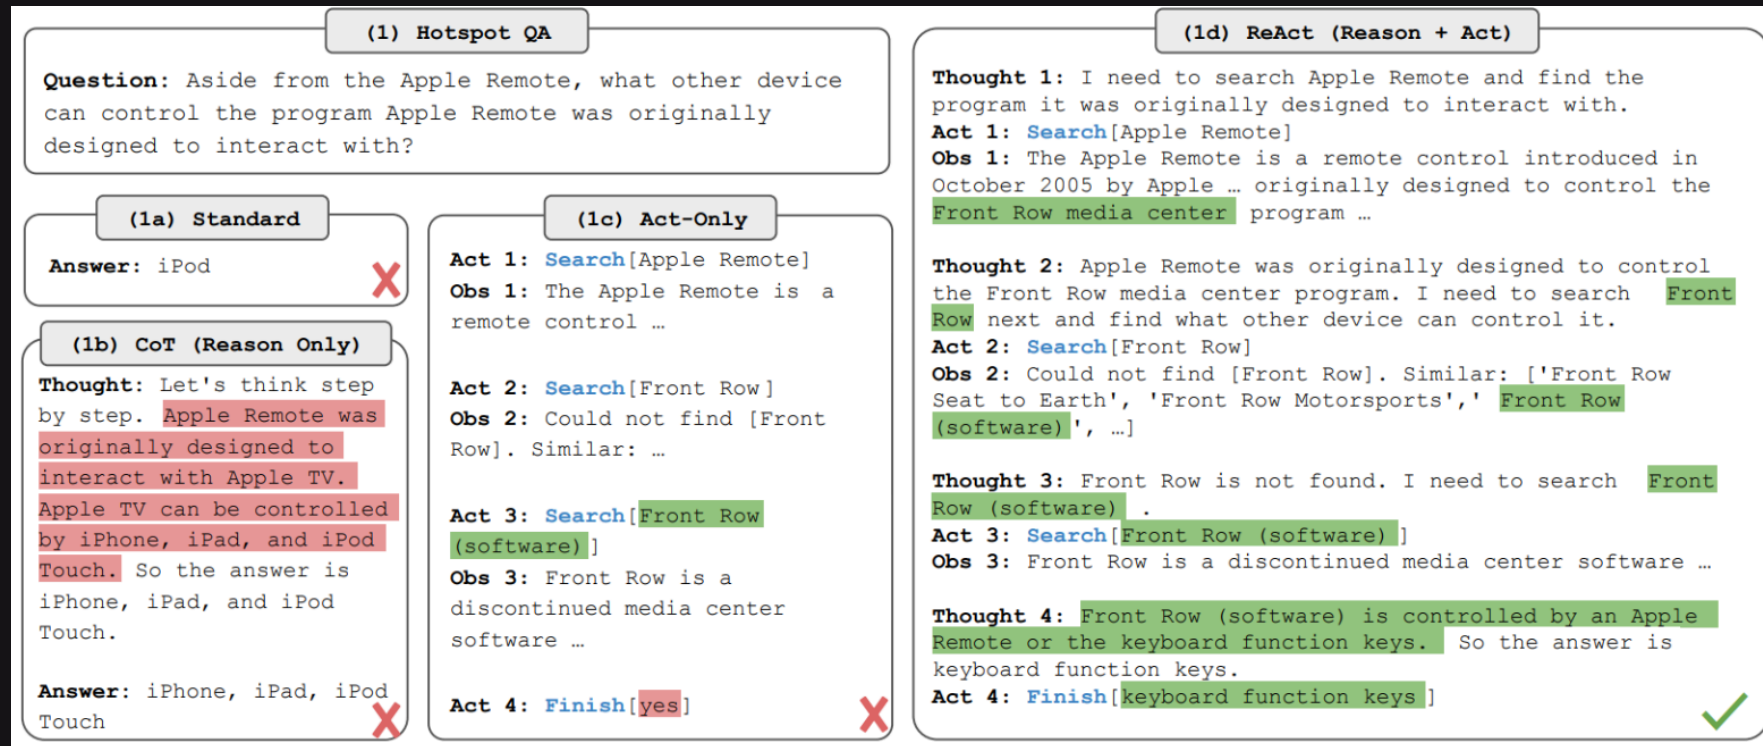 (1) Hotspot QA
Question: Aside from the Apple Remote, what other device
can control the program Apple Remote was originally
designed to interact with?
(1a) Standard
Answer: iPod
(1b) CoT (Reason Only)
Thought: Let's think step
by step. Apple Remote was
originally designed to
interact with Apple TV.
Apple TV can be controlled
by iPhone, iPad, and iPod
Touch. So the answer is
iPhone, iPad, and iPod
Touch.
Answer: iPhone, iPad, iPod
Touch
(1c) Act-Only
Act 1: Search[Apple Remote]
Obs 1: The Apple Remote is a
remote control …
Act 2: Search[Front Row]
Obs 2: Could not find [Front
Row]. Similar: …
Act 3: Search[Front Row
(software)]
Obs 3: Front Row is a
discontinued media center
software …
Act 4: Finish[yes]
(1d) ReAct (Reason + Act)
Thought 1: I need to search Apple Remote and find the
program it was originally designed to interact with.
Act 1: Search[Apple Remote]
Obs 1: The Apple Remote is a remote control introduced in
October 2005 by Apple … originally designed to control the
Front Row media center program …
Thought 2: Apple Remote was originally designed to control
the Front Row media center program. I need to search Front
Row next and find what other device can control it.
Act 2: Search[Front Row]
Obs 2: Could not find [Front Row]. Similar: ['Front Row
Seat to Earth', 'Front Row Motorsports',' Front Row
(software)', …]
Thought 3: Front Row is not found. I need to search Front
Row (software) .
Act 3: Search[Front Row (software)]
Obs 3: Front Row is a discontinued media center software …
Thought 4: Front Row (software) is controlled by an Apple
Remote or the keyboard function keys. So the answer is
keyboard function keys.
Act 4: Finish[keyboard function keys]